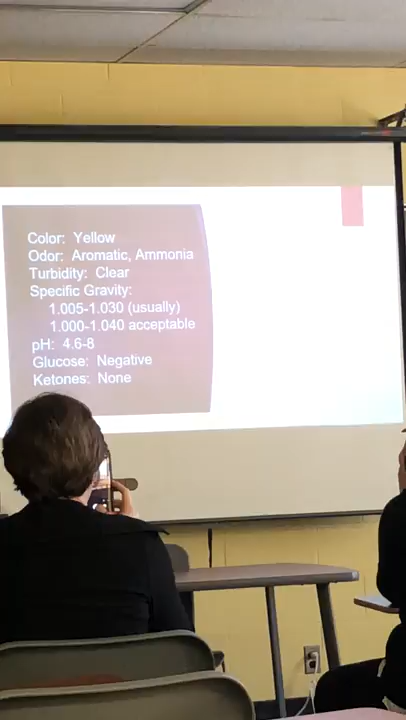 Color: Yellow
Odor: Aromatic, Ammonia
Turbidity: Clear
Specific Gravity:
1.005-1.030 (usually)
1.000-1.040 acceptable
pH: 4.6-8
Glucose: Negative
Ketones: None